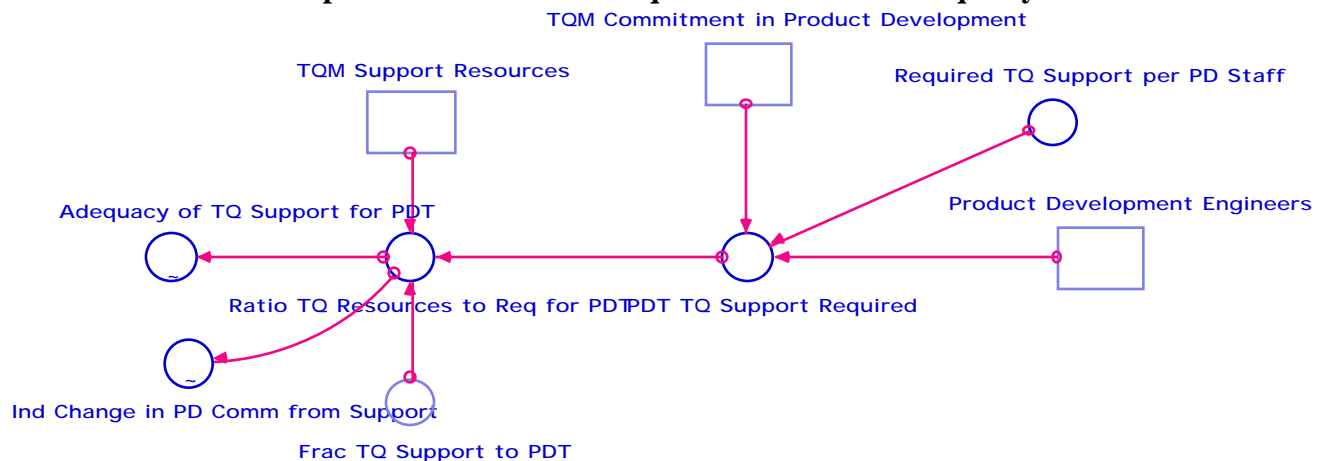 TQM Commitment in Product Development
TQM Support Resources
Required TQ Support per PD Staff
Adequacy of TQ Support for PDT
Product Development Engineers
~
Ratio TQ Resources to Req for PDT
PDT TQ Support Required
~
Ind Change in PD Comm from Support
Frac TQ Support to PDT